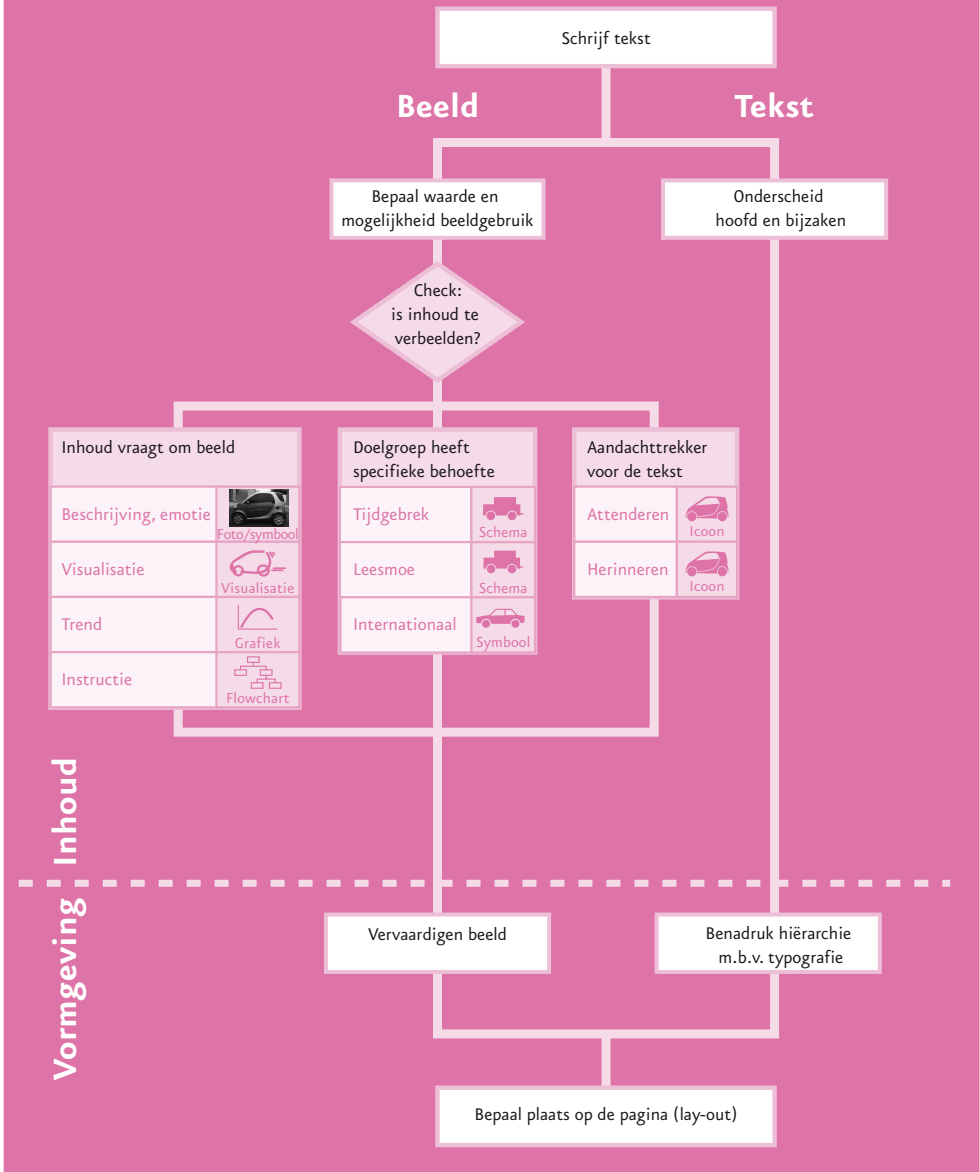 Schrijf tekst
Beeld
Tekst
Bepaal waarde en
mogelijkheid beeldgebruik
Onderscheid
hoofd en bijzaken
Check:
is inhoud te
verbeelden?
Inhoud vraagt om beeld
Beschrijving, emotie
Foto/symbool
Visualisatie
Visualisatie
Trend
Grafiek
Instructie
Flowchart
Doelgroep heeft
specifieke behoefte
Tijdgebrek
Schema
Leesmoe
Schema
Internationaal
Symbool
Aandachttrekker
voor de tekst
Attenderen
Icoon
Herinneren
Icoon
Inhoud
Vormgeving
Vervaardigen beeld
Benadruk hiërarchie
m.b.v. typografie
Bepaal plaats op de pagina (lay-out)